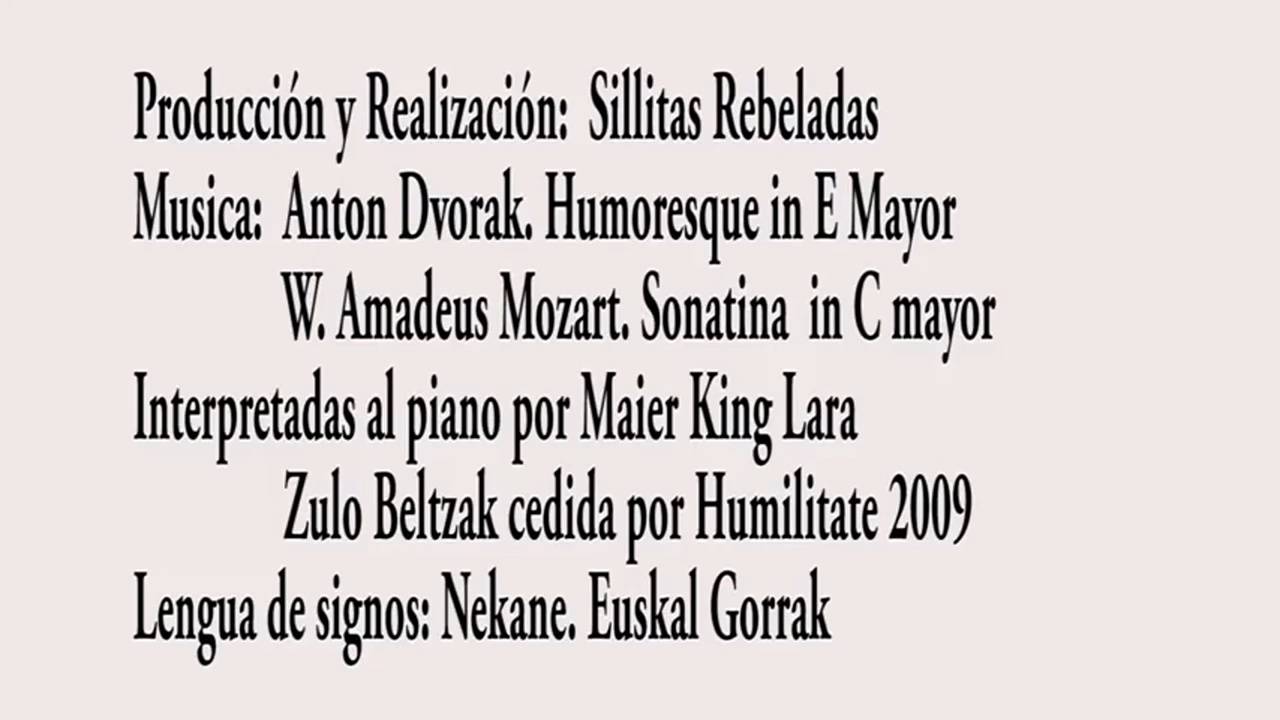 Producción y Realización: Sillitas Rebeladas
Musica: Anton Dvorak. Humoresque in E Mayor
W. Amadeus Mozart. Sonatina in C mayor
Interpretadas al piano por Maier King Lara
Zulo Beltzak cedida por Humilitate 2009
Lengua de signos: Nekane. Euskal Gorrak